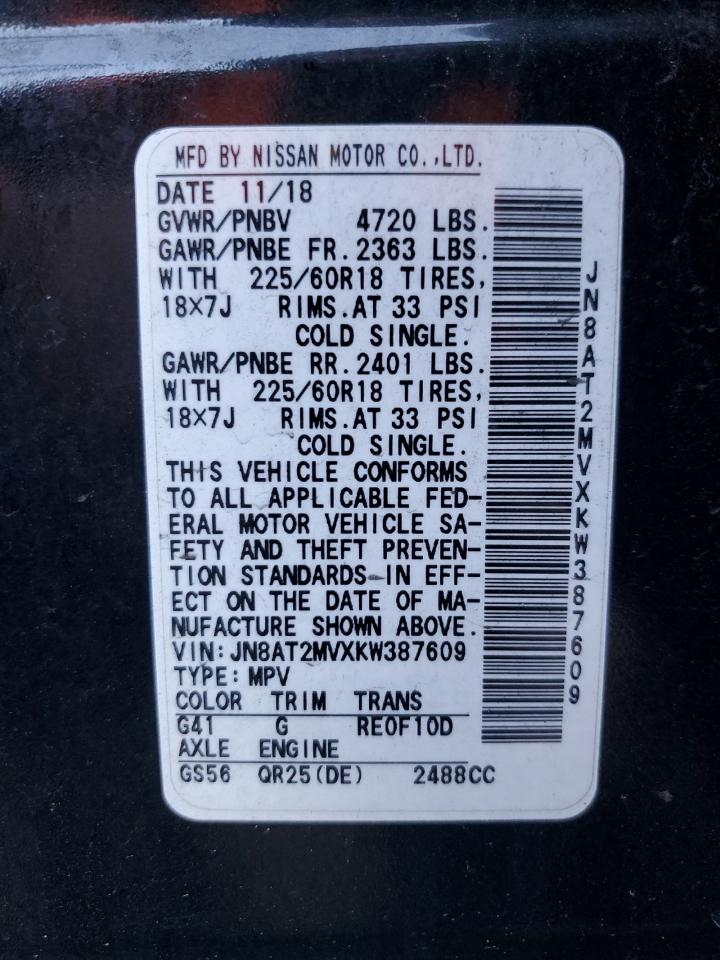 MFD BY NISSAN MOTOR CO.,LTD.
DATE 11/18
GVWR/PNBV 4720 LBS.
GAWR/PNBE FR.2363 LBS.
WITH 225/60R18 TIRES,
18X7J RIMS.AT 33 PSI
COLD SINGLE.
GAWR/PNBE RR.2401 LBS.
WITH 225/60R18 TIRES,
18X7J RIMS.AT 33 PSI
COLD SINGLE.
THIS VEHICLE CONFORMS
TO ALL APPLICABLE FED-
ERAL MOTOR VEHICLE SA-
FETY AND THEFT PREVEN-
TION STANDARDS IN EFF-
ECT ON THE DATE OF MA-
NUFACTURE SHOWN ABOVE.
VIN:JN8AT2MVXKW387609
TYPE:MPV
COLOR TRIM TRANS
G41 G RE0F10D
AXLE ENGINE
GS56 QR25(DE) 2488CC
JN8AT2MVXKW387609